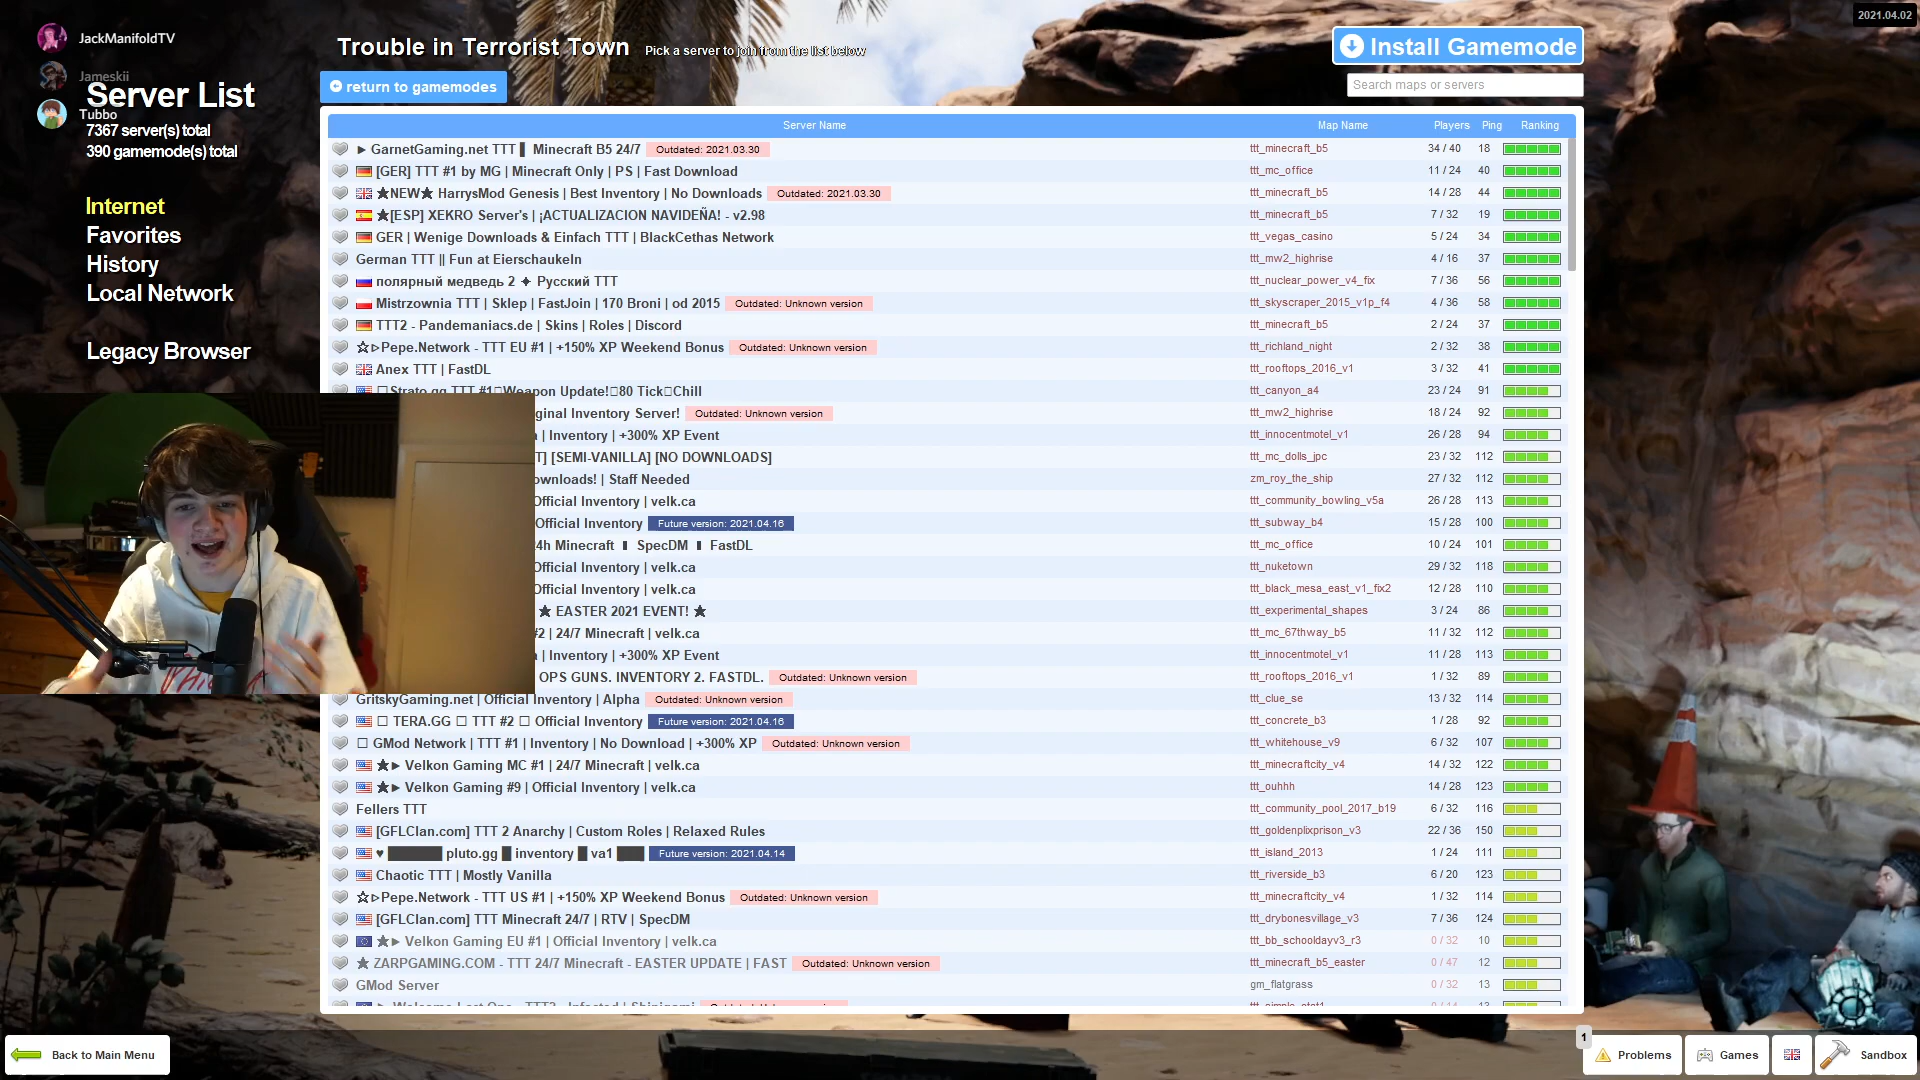 2021.04.02
JackManifoldTV
Jameskii
Tubbo
Server List
7367 server(s) total
390 gamemode(s) total
Internet
Favorites
History
Local Network
Legacy Browser
Trouble in Terrorist Town Pick a server to join from the list below
Install Gamemode
return to gamemodes
Search maps or servers
Server Name Map Name Players Ping Ranking
► GarnetGaming.net TTT ▌ Minecraft B5 24/7 Outdated: 2021.03.30 ttt_minecraft_b5 34 / 40 18
[GER] TTT #1 by MG | Minecraft Only | PS | Fast Download ttt_mc_office 11 / 24 40
★NEW★ HarrysMod Genesis | Best Inventory | No Downloads Outdated: 2021.03.30 ttt_minecraft_b5 14 / 28 44
★[ESP] XEKRO Server's | ¡ACTUALIZACION NAVIDEÑA! - v2.98 ttt_minecraft_b5 7 / 32 19
GER | Wenige Downloads & Einfach TTT | BlackCethas Network ttt_vegas_casino 5 / 24 34
German TTT || Fun at Eierschaukeln ttt_mw2_highrise 4 / 16 37
полярный медведь 2 ✦ Русский TTT ttt_nuclear_power_v4_fix 7 / 36 56
Mistrzownia TTT | Sklep | FastJoin | 170 Broni | od 2015 Outdated: Unknown version ttt_skyscraper_2015_v1p_f4 4 / 36 58
TTT2 - Pandemaniacs.de | Skins | Roles | Discord ttt_minecraft_b5 2 / 24 37
☆▷Pepe.Network - TTT EU #1 | +150% XP Weekend Bonus Outdated: Unknown version ttt_richland_night 2 / 32 38
Anex TTT | FastDL ttt_rooftops_2016_v1 3 / 32 41
□Strato.gg TTT #1□Weapon Update!□80 Tick□Chill ttt_canyon_a4 23 / 24 91
ginal Inventory Server! Outdated: Unknown version ttt_mw2_highrise 18 / 24 92
| Inventory | +300% XP Event ttt_innocentmotel_v1 26 / 28 94
T] [SEMI-VANILLA] [NO DOWNLOADS] ttt_mc_dolls_jpc 23 / 32 112
ownloads! | Staff Needed zm_roy_the_ship 27 / 32 112
Official Inventory | velk.ca ttt_community_bowling_v5a 26 / 28 113
Official Inventory Future version: 2021.04.16 ttt_subway_b4 15 / 28 100
4h Minecraft ▮ SpecDM ▮ FastDL ttt_mc_office 10 / 24 101
Official Inventory | velk.ca ttt_nuketown 29 / 32 118
Official Inventory | velk.ca ttt_black_mesa_east_v1_fix2 12 / 28 110
★ EASTER 2021 EVENT! ★ ttt_experimental_shapes 3 / 24 86
#2 | 24/7 Minecraft | velk.ca ttt_mc_67thway_b5 11 / 32 112
| Inventory | +300% XP Event ttt_innocentmotel_v1 11 / 28 113
OPS GUNS. INVENTORY 2. FASTDL. Outdated: Unknown version ttt_rooftops_2016_v1 1 / 32 89
GritskyGaming.net | Official Inventory | Alpha Outdated: Unknown version ttt_clue_se 13 / 32 114
□ TERA.GG □ TTT #2 □ Official Inventory Future version: 2021.04.16 ttt_concrete_b3 1 / 28 92
□ GMod Network | TTT #1 | Inventory | No Download | +300% XP Outdated: Unknown version ttt_whitehouse_v9 6 / 32 107
★► Velkon Gaming MC #1 | 24/7 Minecraft | velk.ca ttt_minecraftcity_v4 14 / 32 122
★► Velkon Gaming #9 | Official Inventory | velk.ca ttt_ouhhh 14 / 28 123
Fellers TTT ttt_community_pool_2017_b19 6 / 32 116
[GFLClan.com] TTT 2 Anarchy | Custom Roles | Relaxed Rules ttt_goldenplixprison_v3 22 / 36 150
♥ ██████ pluto.gg █ inventory █ va1 ███ Future version: 2021.04.14 ttt_island_2013 1 / 24 111
Chaotic TTT | Mostly Vanilla ttt_riverside_b3 6 / 20 123
☆▷Pepe.Network - TTT US #1 | +150% XP Weekend Bonus Outdated: Unknown version ttt_minecraftcity_v4 1 / 32 114
[GFLClan.com] TTT Minecraft 24/7 | RTV | SpecDM ttt_drybonesvillage_v3 7 / 36 124
★► Velkon Gaming EU #1 | Official Inventory | velk.ca ttt_bb_schooldayv3_r3 0 / 32 10
★ ZARPGAMING.COM - TTT 24/7 Minecraft - EASTER UPDATE | FAST Outdated: Unknown version ttt_minecraft_b5_easter 0 / 47 12
GMod Server gm_flatgrass 0 / 32 13
Back to Main Menu
1
Problems
Games
Sandbox